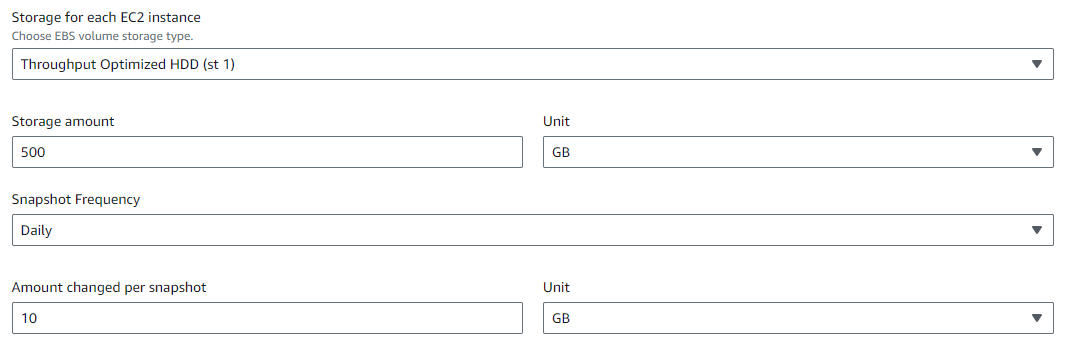 Storage for each EC2 instance
Choose EBS volume storage type.
Throughput Optimized HDD (st 1)
Storage amount
Unit
500
GB
Snapshot Frequency
Daily
Amount changed per snapshot
Unit
10
GB